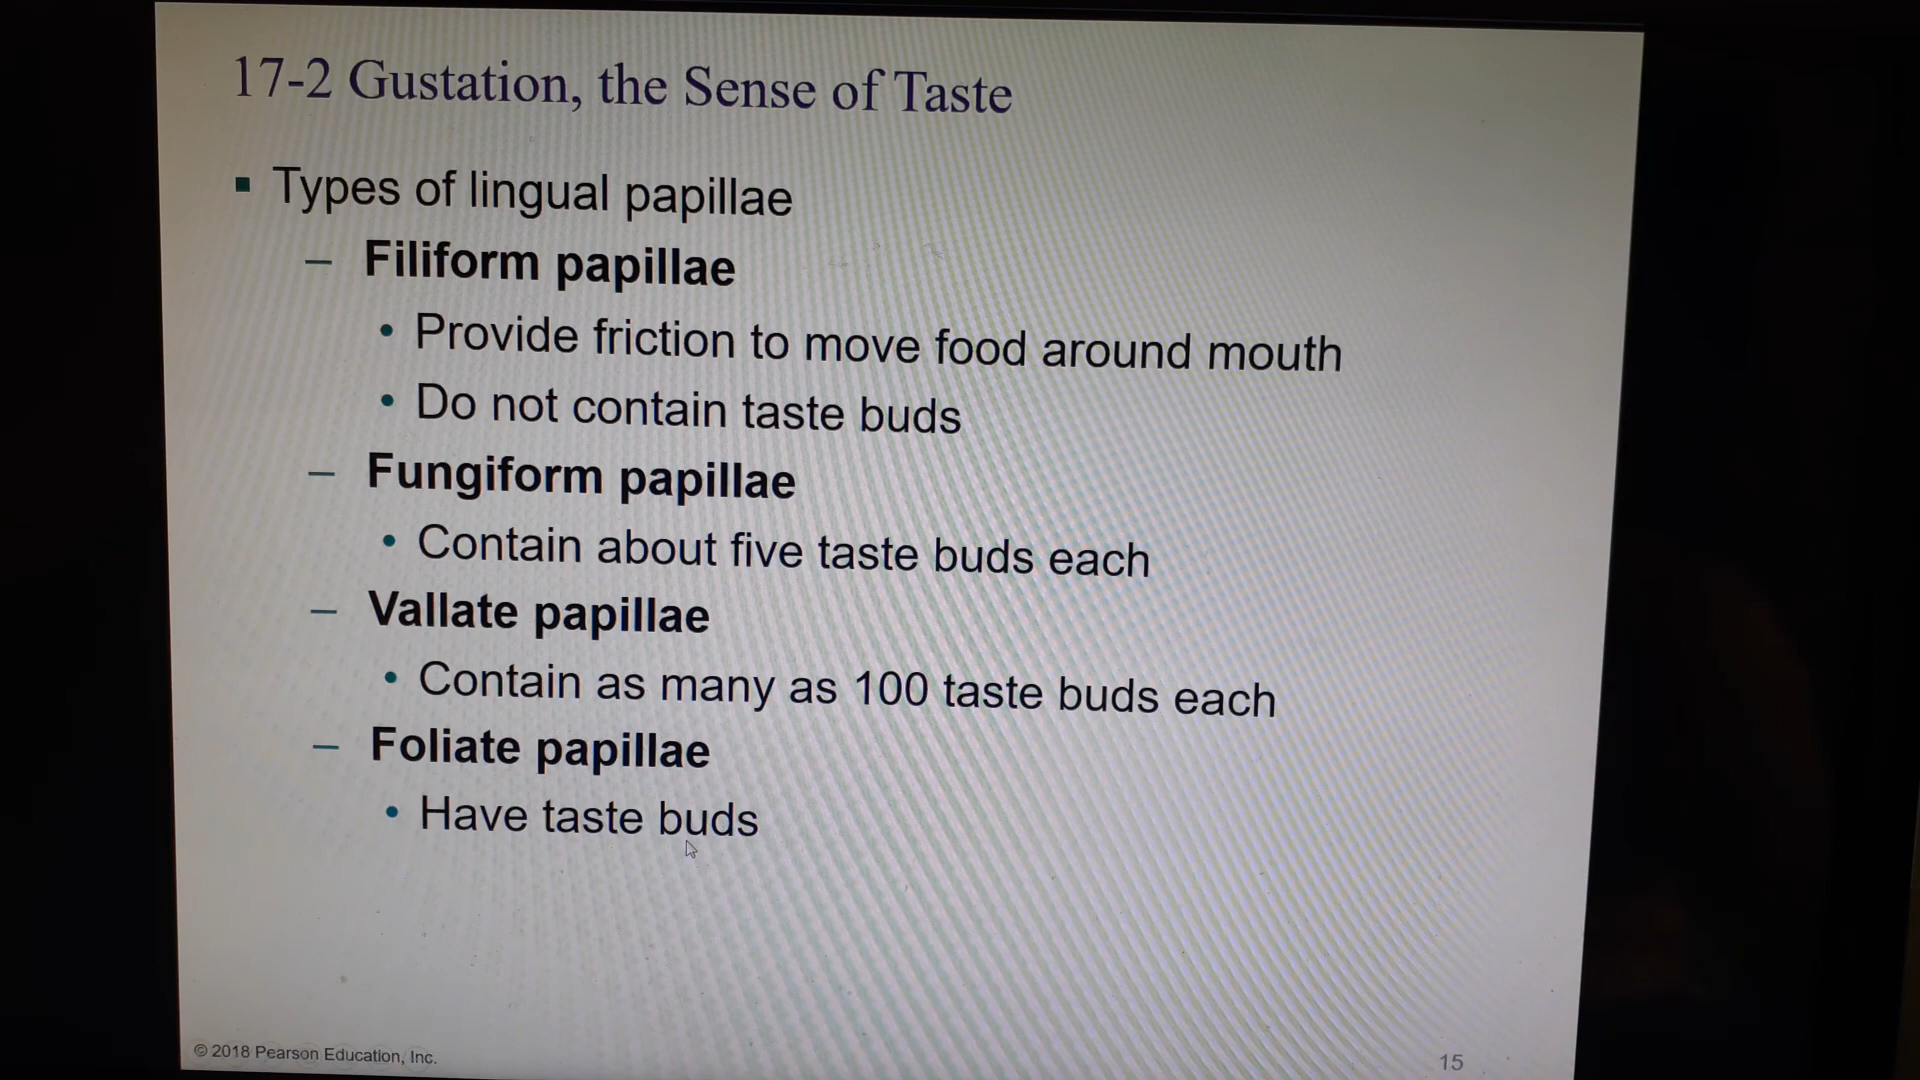 17-2 Gustation, the Sense of Taste
▪ Types of lingual papillae
– Filiform papillae
• Provide friction to move food around mouth
• Do not contain taste buds
– Fungiform papillae
• Contain about five taste buds each
– Vallate papillae
• Contain as many as 100 taste buds each
– Foliate papillae
• Have taste buds
© 2018 Pearson Education, Inc.
15